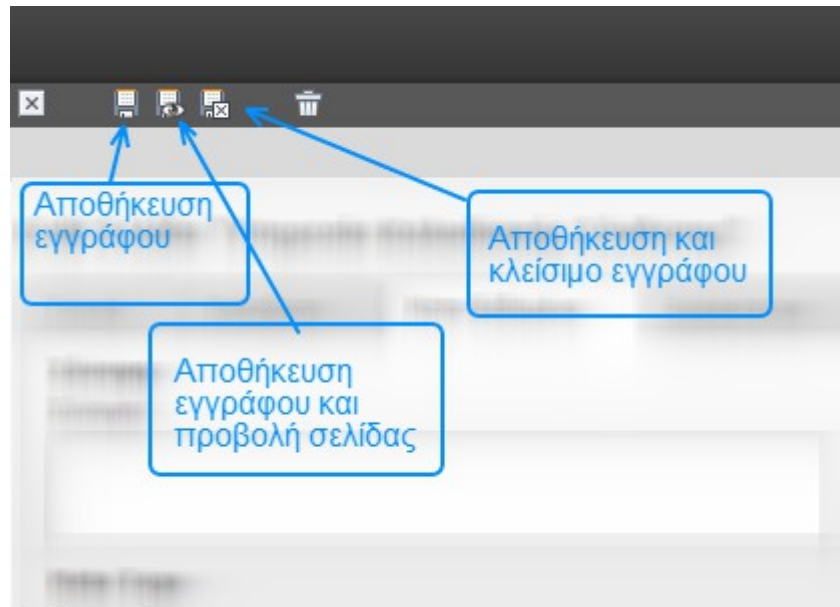 Αποθήκευση
εγγράφου
Αποθήκευση και
κλείσιμο εγγράφου
Αποθήκευση
εγγράφου και
προβολή σελίδας